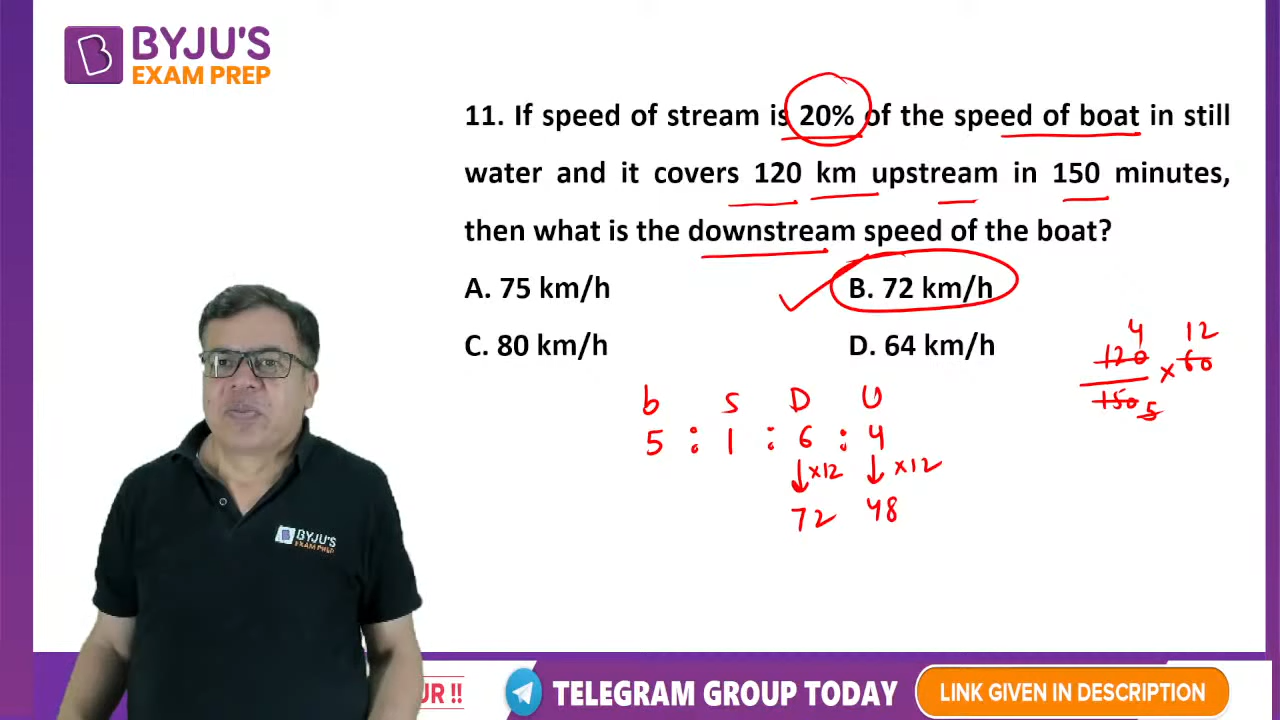 BYJU'S
EXAM PREP
11. If speed of stream is 20% of the speed of boat in still
water and it covers 120 km upstream in 150 minutes,
then what is the downstream speed of the boat?
A. 75 km/h
B. 72 km/h
C. 80 km/h
D. 64 km/h
4 12
120 × 60
150 5
b S D U
5 : 1 : 6 : 4
×12 ×12
72 48
BYJU'S
EXAM PREP
UR !!
TELEGRAM GROUP TODAY
LINK GIVEN IN DESCRIPTION